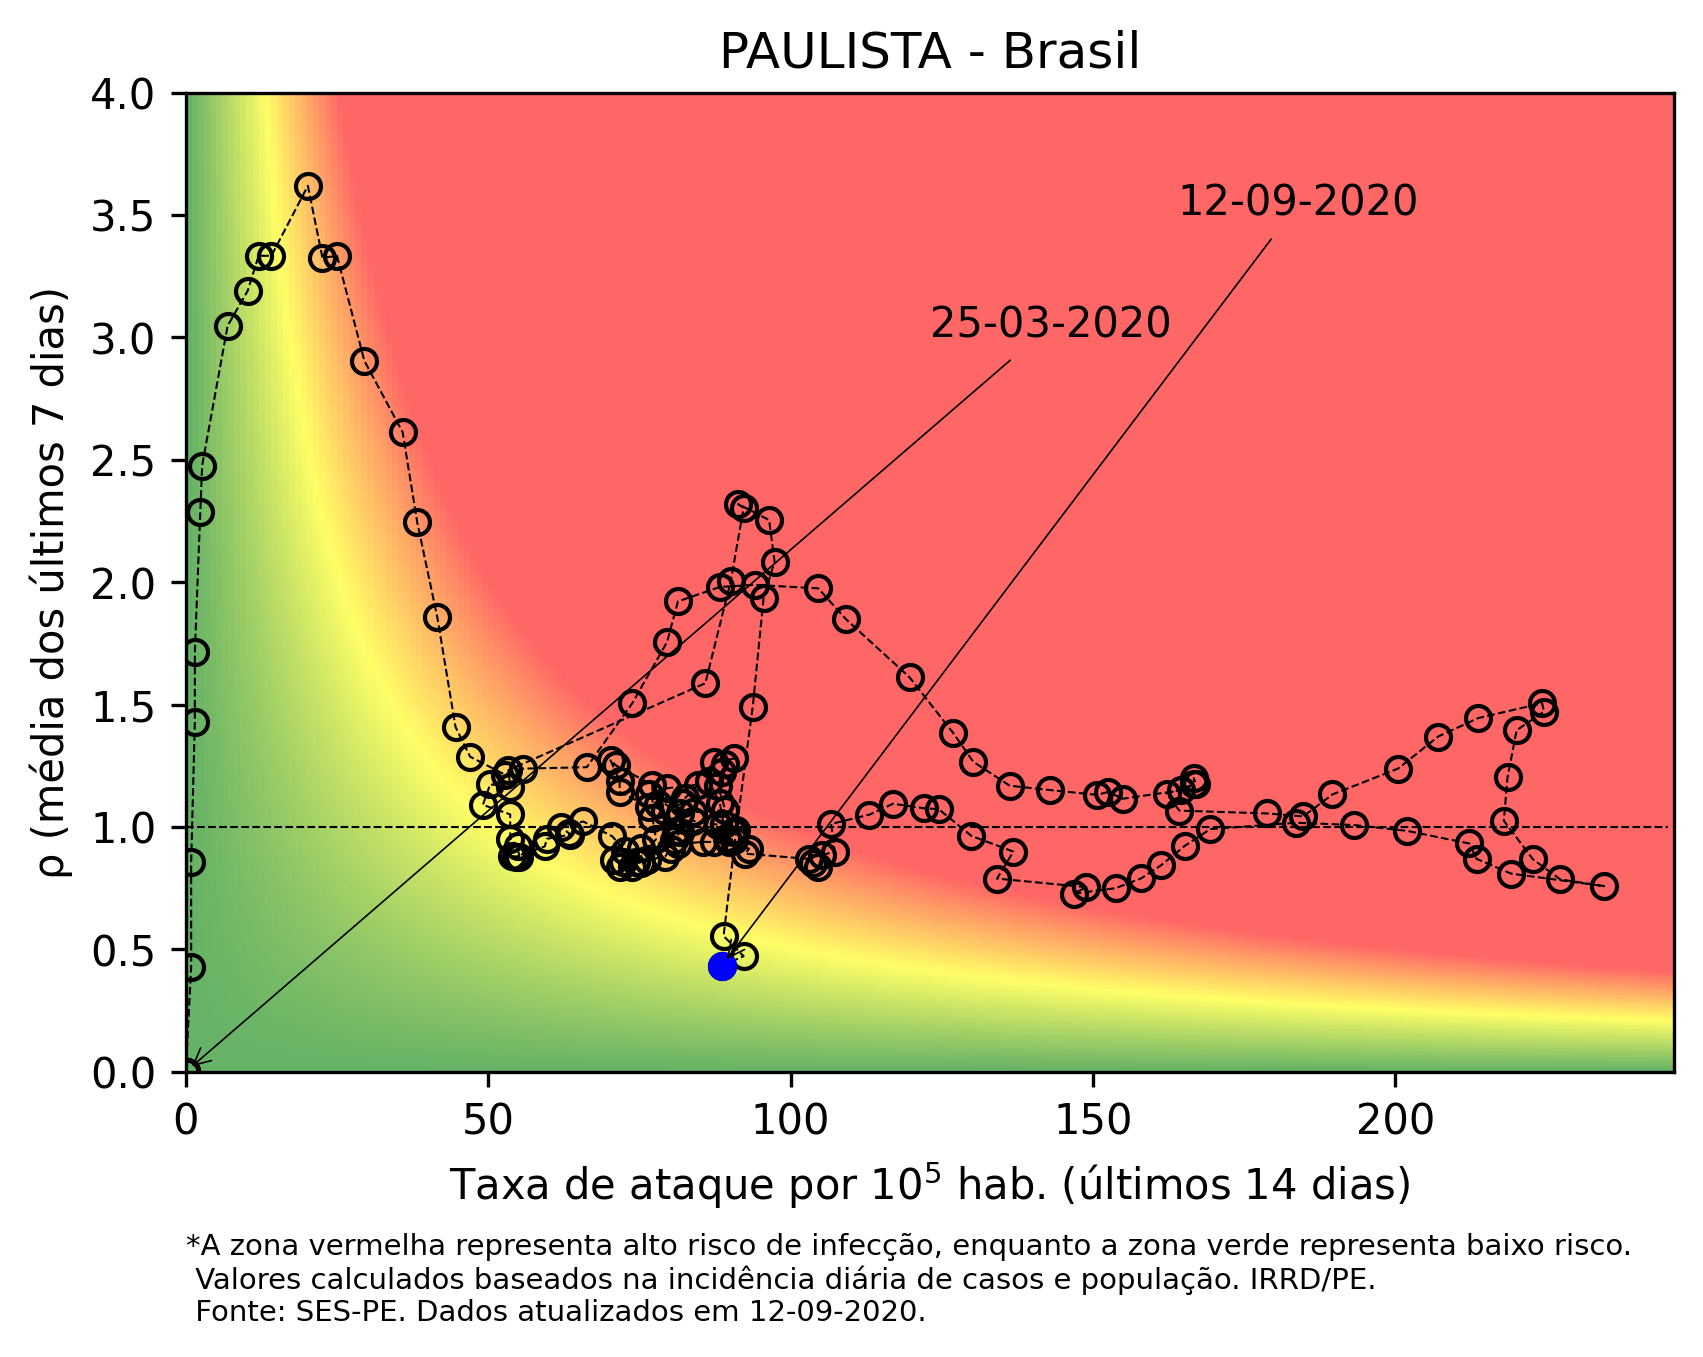 PAULISTA - Brasil
4.0
3.5
3.0
2.5
2.0
1.5
1.0
0.5
0.0
ρ (média dos últimos 7 dias)
12-09-2020
25-03-2020
0 50 100 150 200
Taxa de ataque por 10⁵ hab. (últimos 14 dias)
*A zona vermelha representa alto risco de infecção, enquanto a zona verde representa baixo risco.
Valores calculados baseados na incidência diária de casos e população. IRRD/PE.
Fonte: SES-PE. Dados atualizados em 12-09-2020.